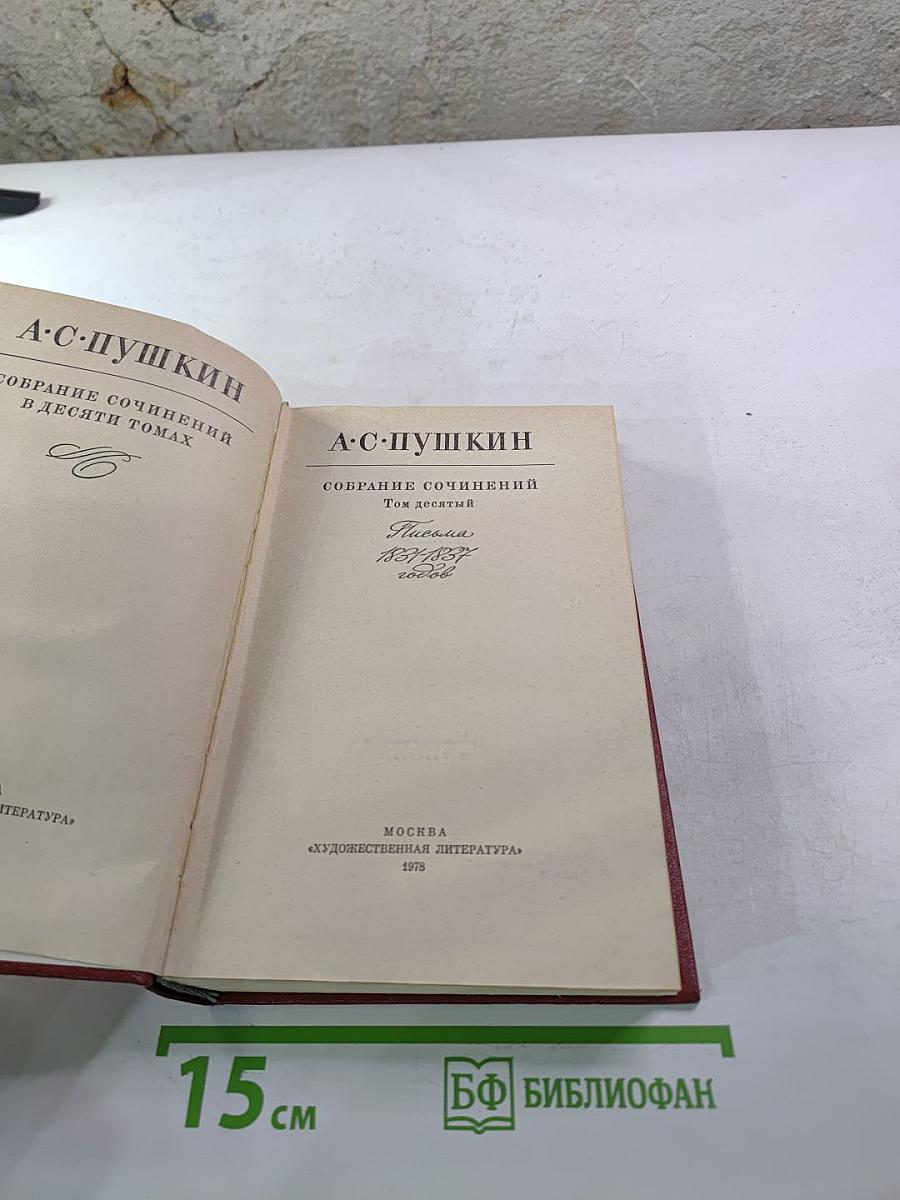 А·С·ПУШКИН
СОБРАНИЕ СОЧИНЕНИЙ
В ДЕСЯТИ ТОМАХ
А·С·ПУШКИН
СОБРАНИЕ СОЧИНЕНИЙ
Том десятый
Письма
1831-1837
годов
МОСКВА
«ХУДОЖЕСТВЕННАЯ ЛИТЕРАТУРА»
1978
15 см
БФ БИБЛИОФАН